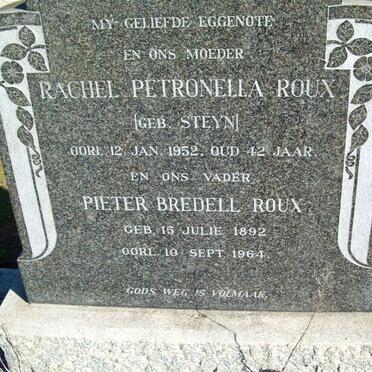 MY GELIEFDE EGGENOTE
EN ONS MOEDER
RACHEL PETRONELLA ROUX
[GEB. STEYN]
OORL. 12 JAN. 1952, OUD 42 JAAR.
EN ONS VADER
PIETER BREDELL ROUX
GEB. 15 JULIE 1892
OORL. 10 SEPT 1964.
GODS WEG IS VOLMAAK.